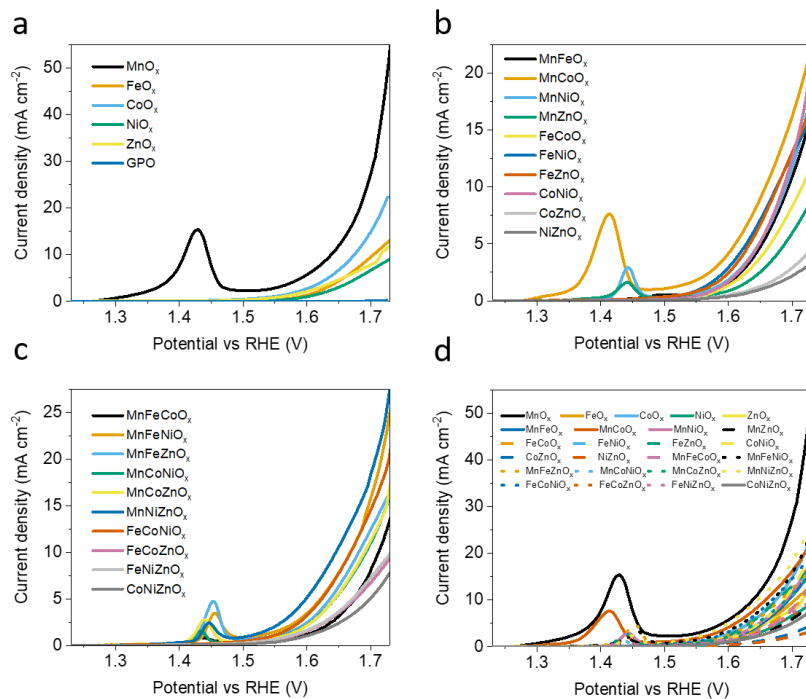 a
Current density (mA cm⁻²)
50
40
30
20
10
0
MnOₓ
FeOₓ
CoOₓ
NiOₓ
ZnOₓ
GPO
1.3 1.4 1.5 1.6 1.7
Potential vs RHE (V)
b
Current density (mA cm⁻²)
20
15
10
5
0
MnFeOₓ
MnCoOₓ
MnNiOₓ
MnZnOₓ
FeCoOₓ
FeNiOₓ
FeZnOₓ
CoNiOₓ
CoZnOₓ
NiZnOₓ
1.3 1.4 1.5 1.6 1.7
Potential vs RHE (V)
c
Current density (mA cm⁻²)
25
20
15
10
5
0
MnFeCoOₓ
MnFeNiOₓ
MnFeZnOₓ
MnCoNiOₓ
MnCoZnOₓ
MnNiZnOₓ
FeCoNiOₓ
FeCoZnOₓ
FeNiZnOₓ
CoNiZnOₓ
1.3 1.4 1.5 1.6 1.7
Potential vs RHE (V)
d
Current density (mA cm⁻²)
50
40
30
20
10
0
MnOₓ FeOₓ CoOₓ NiOₓ ZnOₓ
MnFeOₓ MnCoOₓ MnNiOₓ MnZnOₓ
FeCoOₓ FeNiOₓ FeZnOₓ CoNiOₓ
CoZnOₓ NiZnOₓ MnFeCoOₓ MnFeNiOₓ
MnFeZnOₓ MnCoNiOₓ MnCoZnOₓ MnNiZnOₓ
FeCoNiOₓ FeCoZnOₓ FeNiZnOₓ CoNiZnOₓ
1.3 1.4 1.5 1.6 1.7
Potential vs RHE (V)